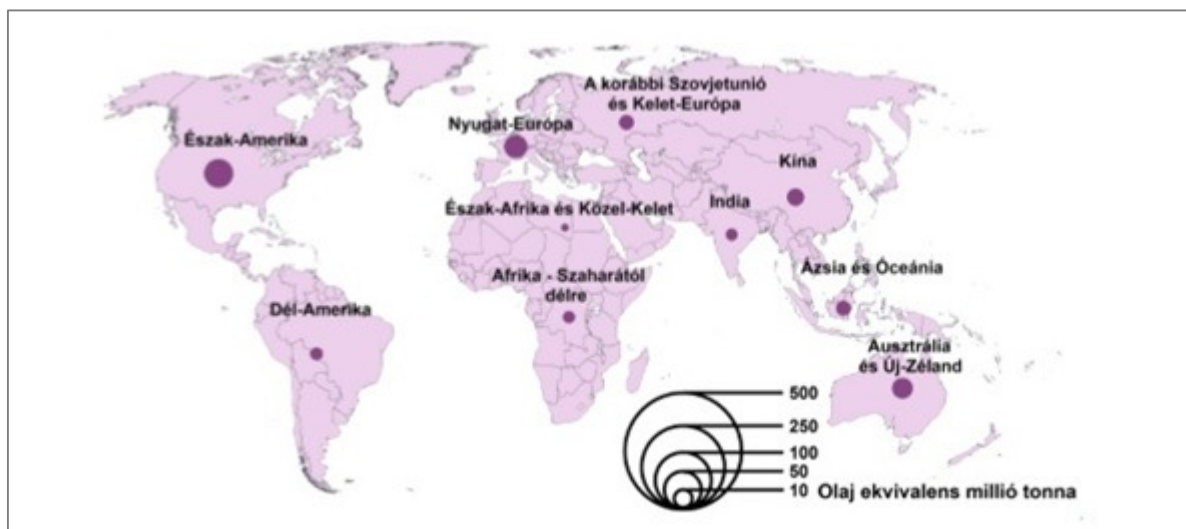 A korábbi Szovjetunió
és Kelet-Európa
Nyugat-Európa
Észak-Amerika
Kína
India
Észak-Afrika és Közel-Kelet
Afrika - Szaharától
délre
Ázsia és Óceánia
Dél-Amerika
Ausztrália
és Új-Zéland
500
250
100
50
10 Olaj ekvivalens millió tonna